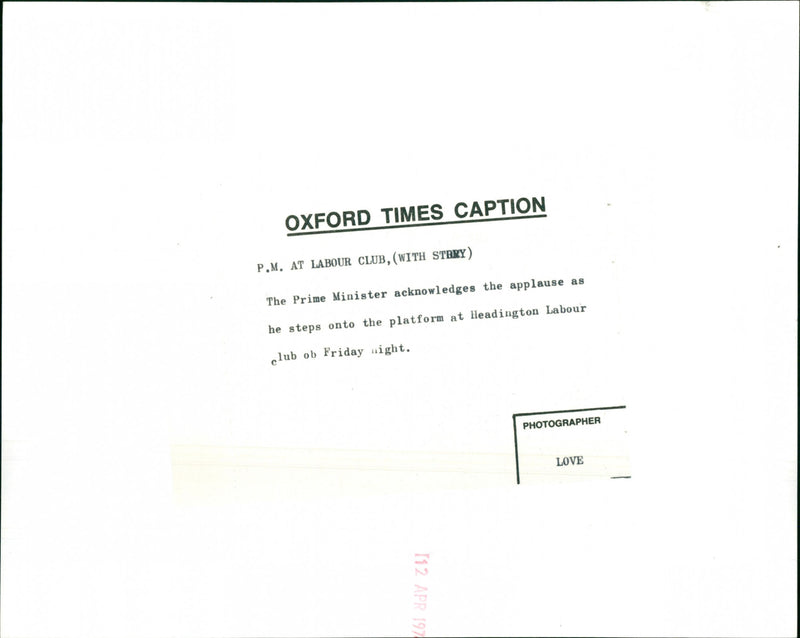 OXFORD TIMES CAPTION
P.M. AT LABOUR CLUB,(WITH STORY)
The Prime Minister acknowledges the applause as
he steps onto the platform at Headington Labour
club ob Friday night.
PHOTOGRAPHER
LOVE
12 APR 197